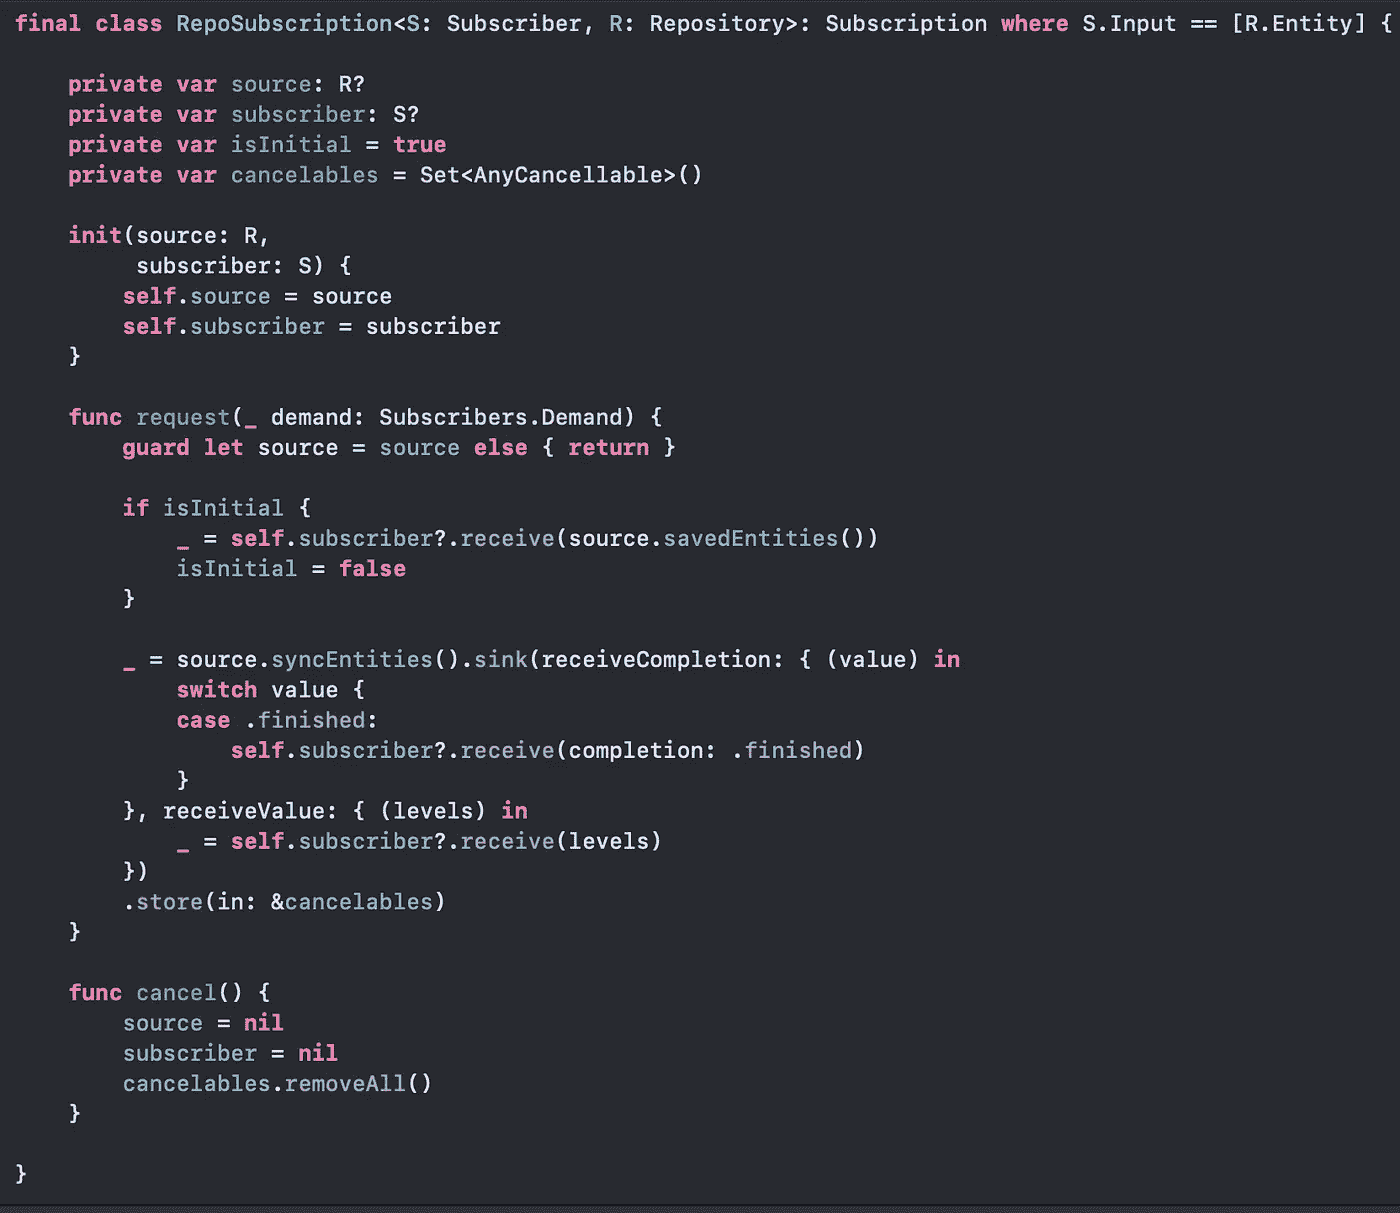 final class RepoSubscription<S: Subscriber, R: Repository>: Subscription where S.Input == [R.Entity] {
    private var source: R?
    private var subscriber: S?
    private var isInitial = true
    private var cancelables = Set<AnyCancellable>()
    init(source: R,
         subscriber: S) {
        self.source = source
        self.subscriber = subscriber
    }
    func request(_ demand: Subscribers.Demand) {
        guard let source = source else { return }
        if isInitial {
            _ = self.subscriber?.receive(source.savedEntities())
            isInitial = false
        }
        _ = source.syncEntities().sink(receiveCompletion: { (value) in
            switch value {
            case .finished:
                self.subscriber?.receive(completion: .finished)
            }
        }, receiveValue: { (levels) in
            _ = self.subscriber?.receive(levels)
        })
        .store(in: &cancelables)
    }
    func cancel() {
        source = nil
        subscriber = nil
        cancelables.removeAll()
    }
}